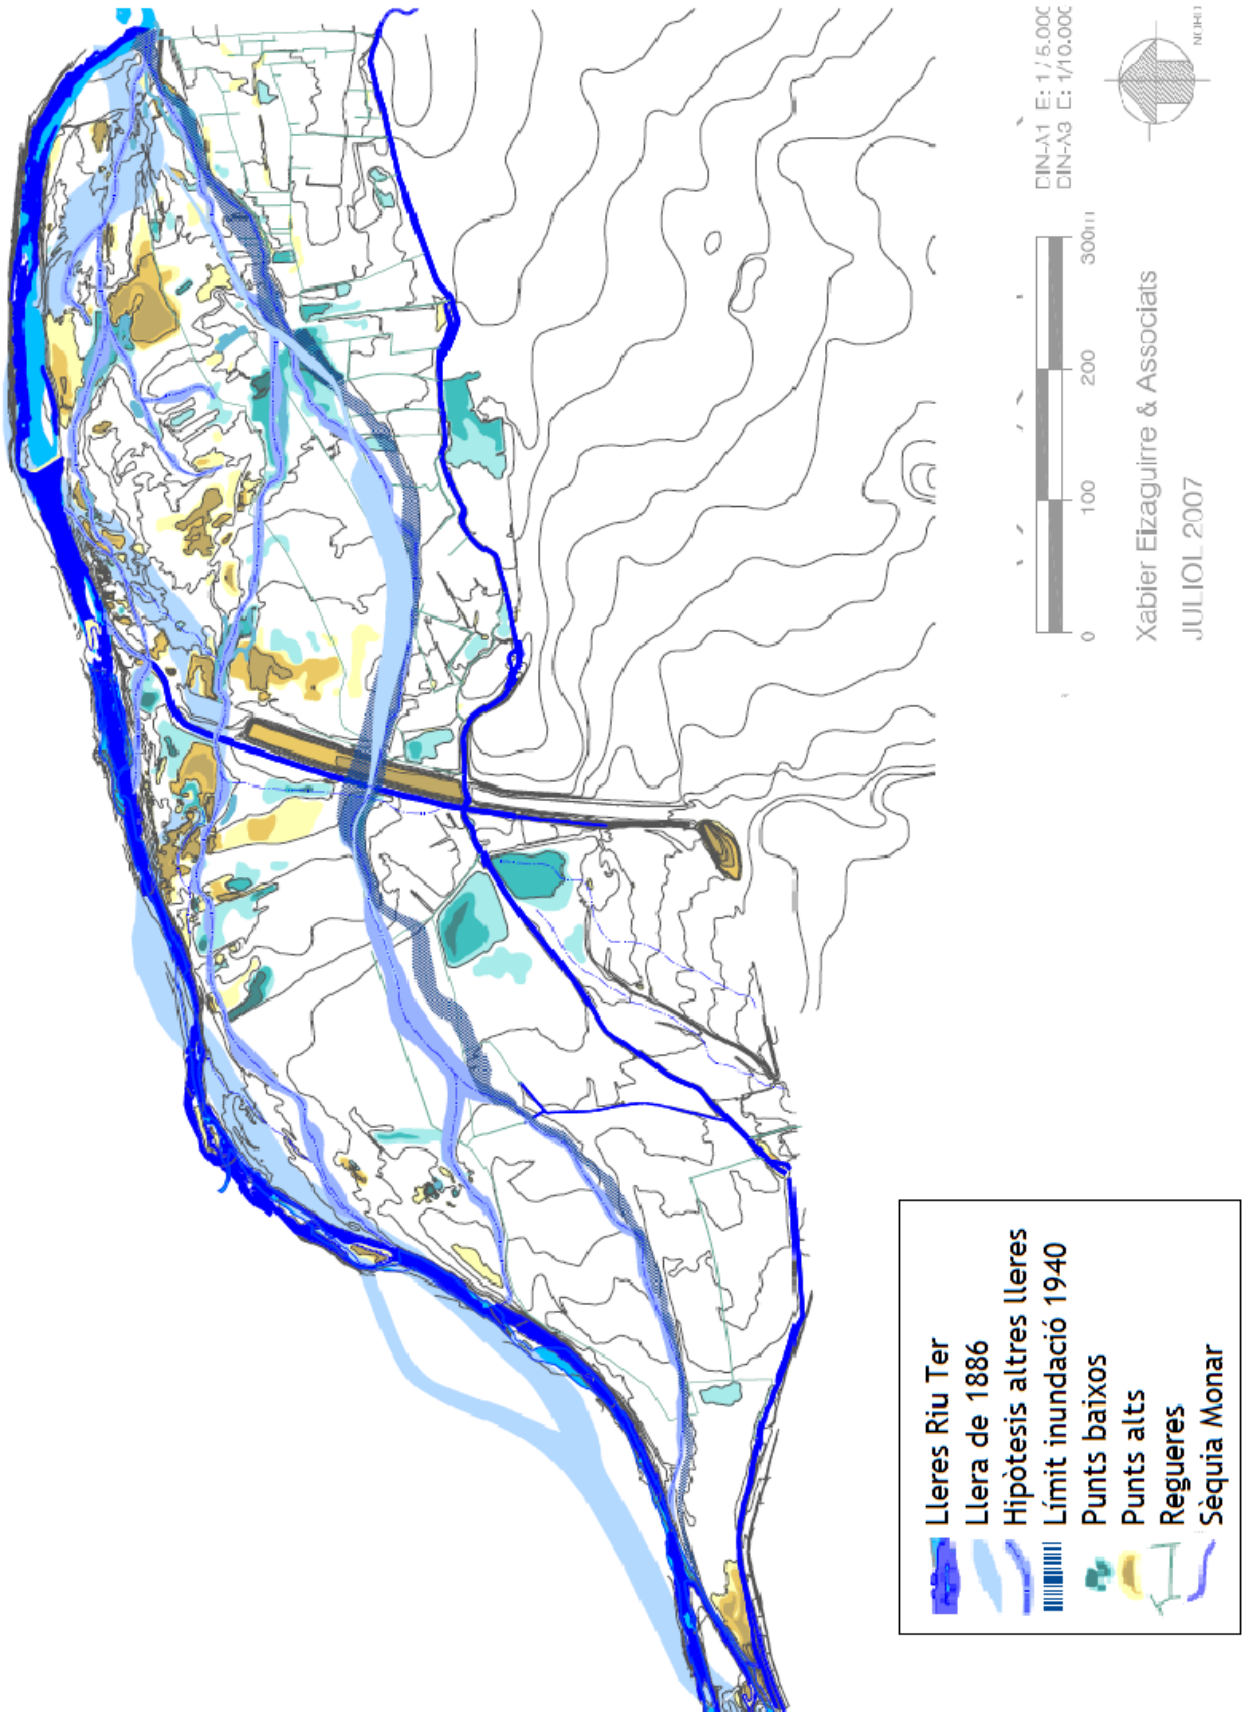 Lleres Riu Ter
Llera de 1886
Hipòtesis altres lleres
Límit inundació 1940
Punts baixos
Punts alts
Regueres
Sèquia Monar
0 100 200 300m
DIN-A1 E: 1/5.000
DIN-A3 E: 1/10.000
Xabier Eizaguirre & Associats
JULIOL 2007
NORD